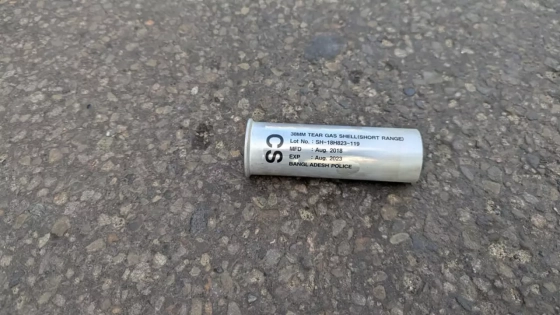 CS
38MM TEAR GAS SHELL(SHORT RANGE)
Lot No. : SH-18H823-119
MFD : Aug. 2018
EXP : Aug. 2023
BANGLADESH POLICE